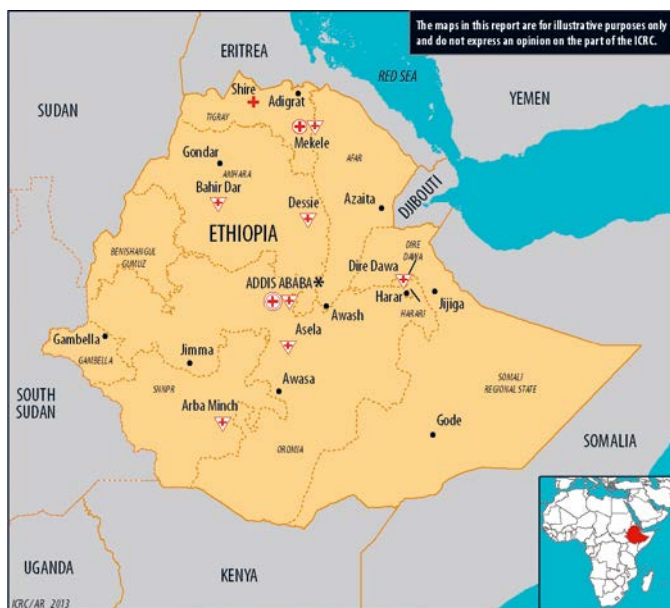 The maps in this report are for illustrative purposes only
and do not express an opinion on the part of the ICRC.
ERITREA
RED SEA
SUDAN
YEMEN
Shire
Adigrat
TIGRAY
Mekele
AFAR
Gondar
AMHARA
Bahir Dar
Dessie
Azaita
DJIBOUTI
ETHIOPIA
BENISHANGUL
GUMUZ
DIRE
DAWA
Dire Dawa
ADDIS ABABA*
Harar
Jijiga
Awash
HARARI
Gambella
Asela
GAMBELLA
Jimma
SNNPR
Awasa
SOMALI
REGIONAL STATE
SOUTH
SUDAN
Arba Minch
Gode
OROMIA
SOMALIA
UGANDA
KENYA
ICRC/AR 2013